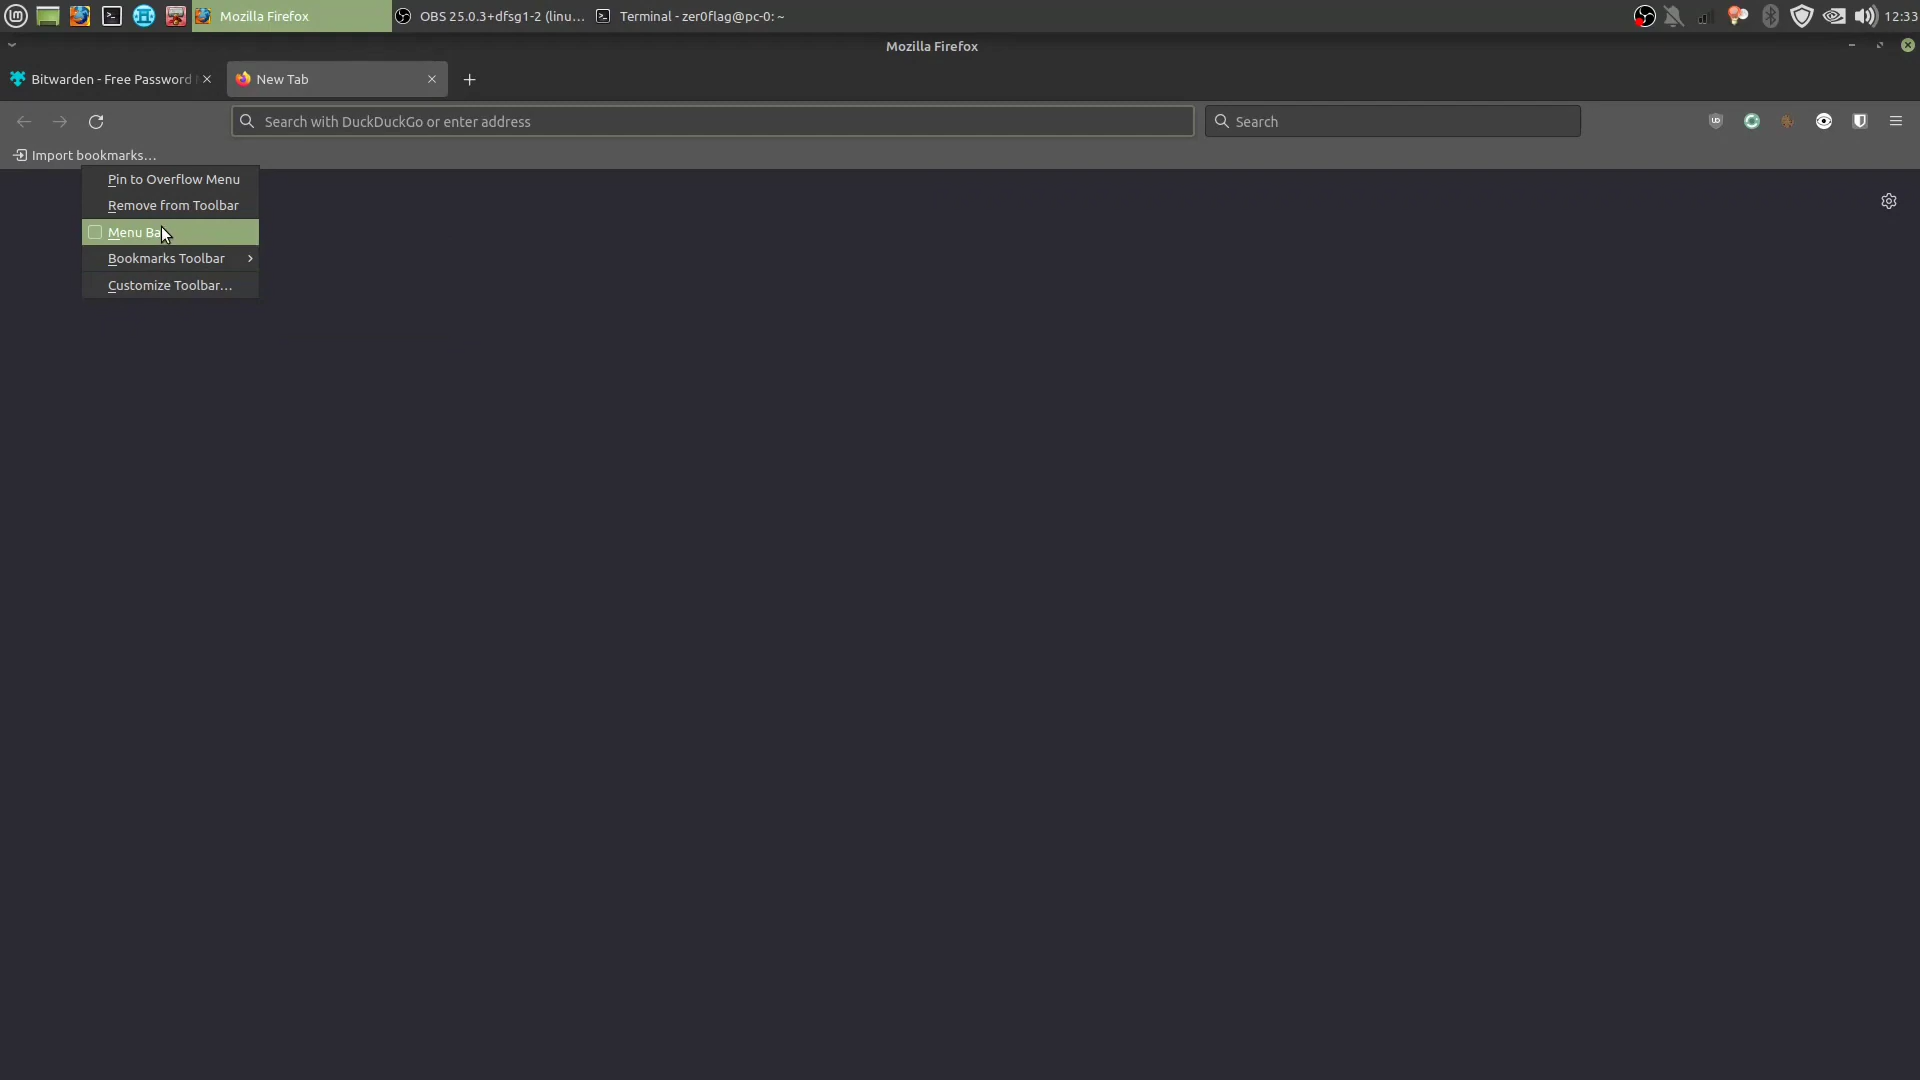 Mozilla Firefox
OBS 25.0.3+dfsg1-2 (linu...
Terminal - zer0flag@pc-0: ~
12:33
Mozilla Firefox
Bitwarden - Free Password
New Tab
Search with DuckDuckGo or enter address
Search
Import bookmarks...
Pin to Overflow Menu
Remove from Toolbar
Menu Ba
Bookmarks Toolbar
Customize Toolbar...